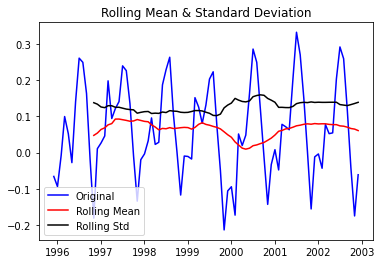 Rolling Mean & Standard Deviation
0.3
0.2
0.1
0.0
−0.1
−0.2
Original
Rolling Mean
Rolling Std
1996 1997 1998 1999 2000 2001 2002 2003